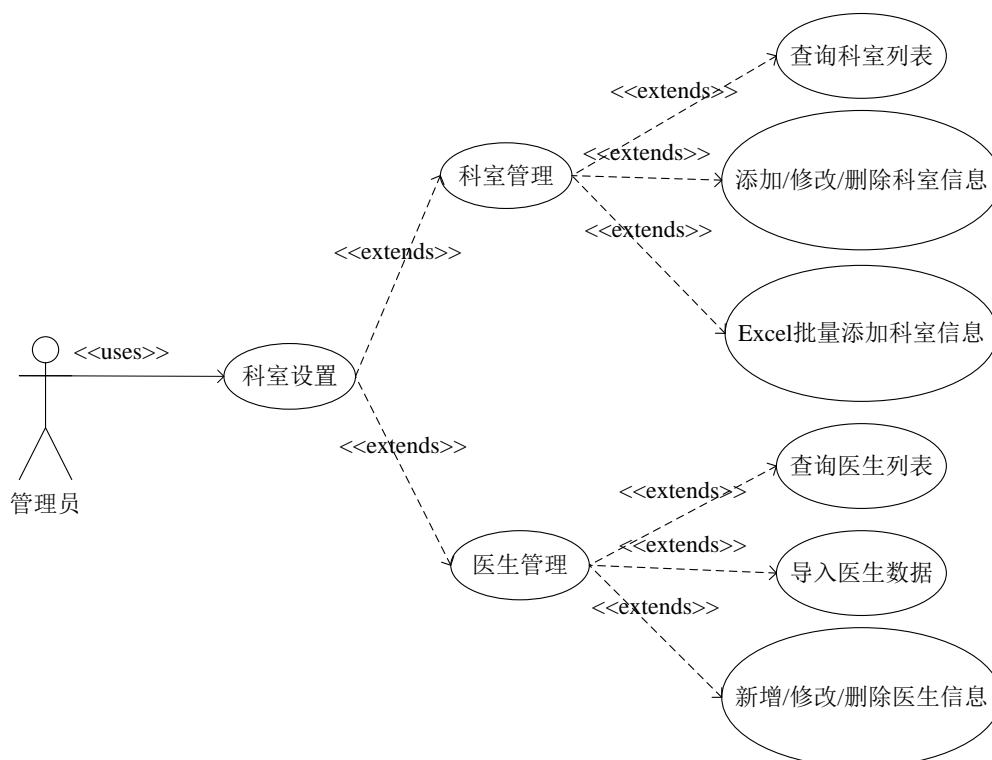 查询科室列表
<<extends>>
<<extends>>
科室管理
添加/修改/删除科室信息
<<extends>>
<<extends>>
Excel批量添加科室信息
<<uses>>
科室设置
<<extends>>
查询医生列表
管理员
<<extends>>
<<extends>>
医生管理
导入医生数据
<<extends>>
新增/修改/删除医生信息